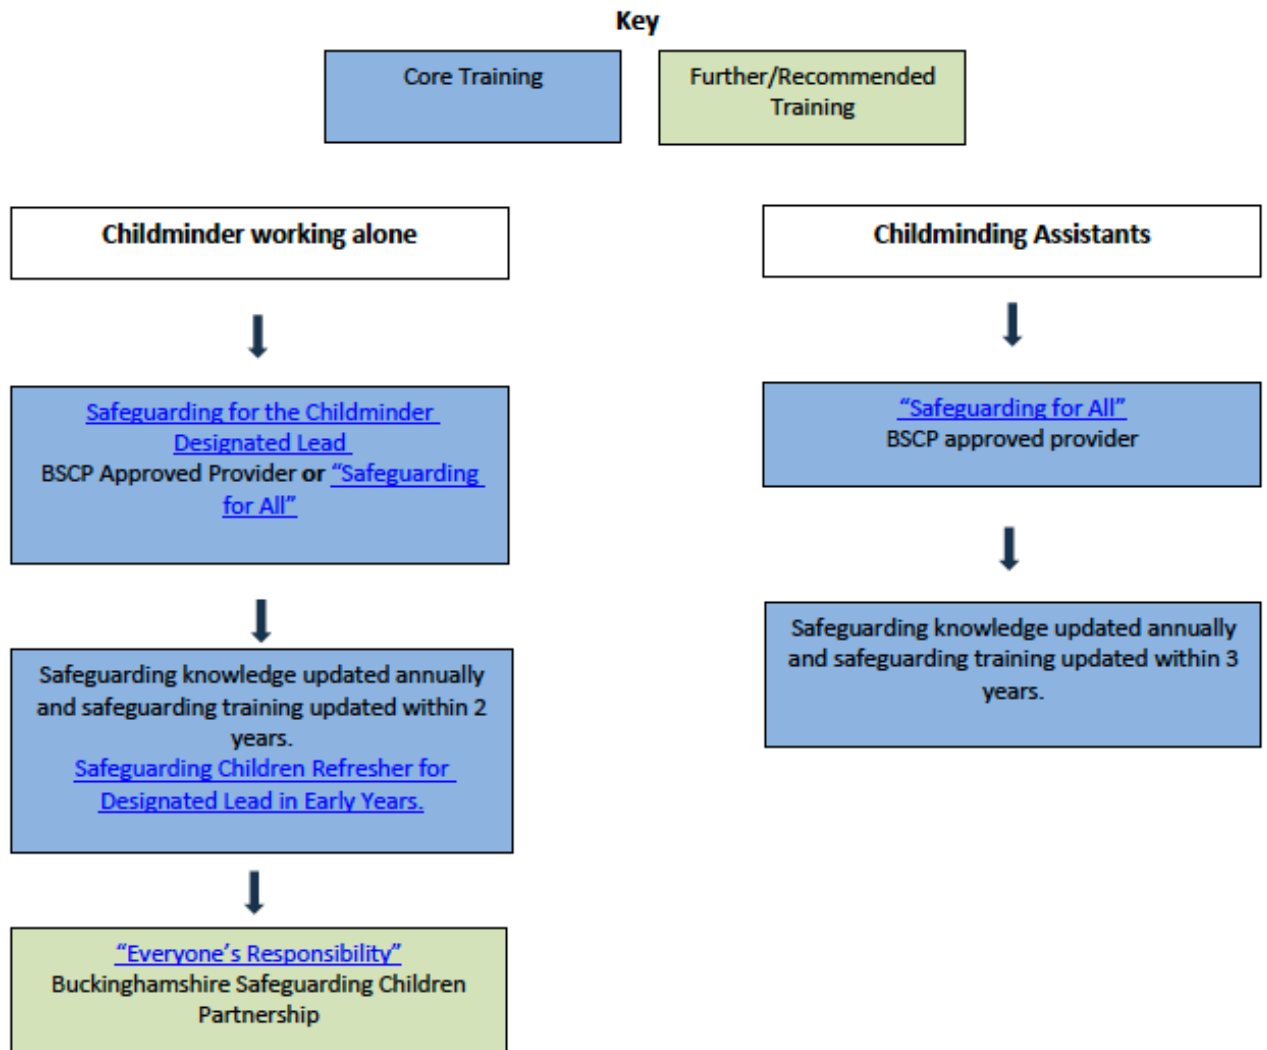 Key
Core Training
Further/Recommended
Training
Childminder working alone
Safeguarding for the Childminder
Designated Lead
BSCP Approved Provider or “Safeguarding
for All”
Safeguarding knowledge updated annually
and safeguarding training updated within 2
years.
Safeguarding Children Refresher for
Designated Lead in Early Years.
“Everyone’s Responsibility”
Buckinghamshire Safeguarding Children
Partnership
Childminding Assistants
“Safeguarding for All”
BSCP approved provider
Safeguarding knowledge updated annually
and safeguarding training updated within 3
years.